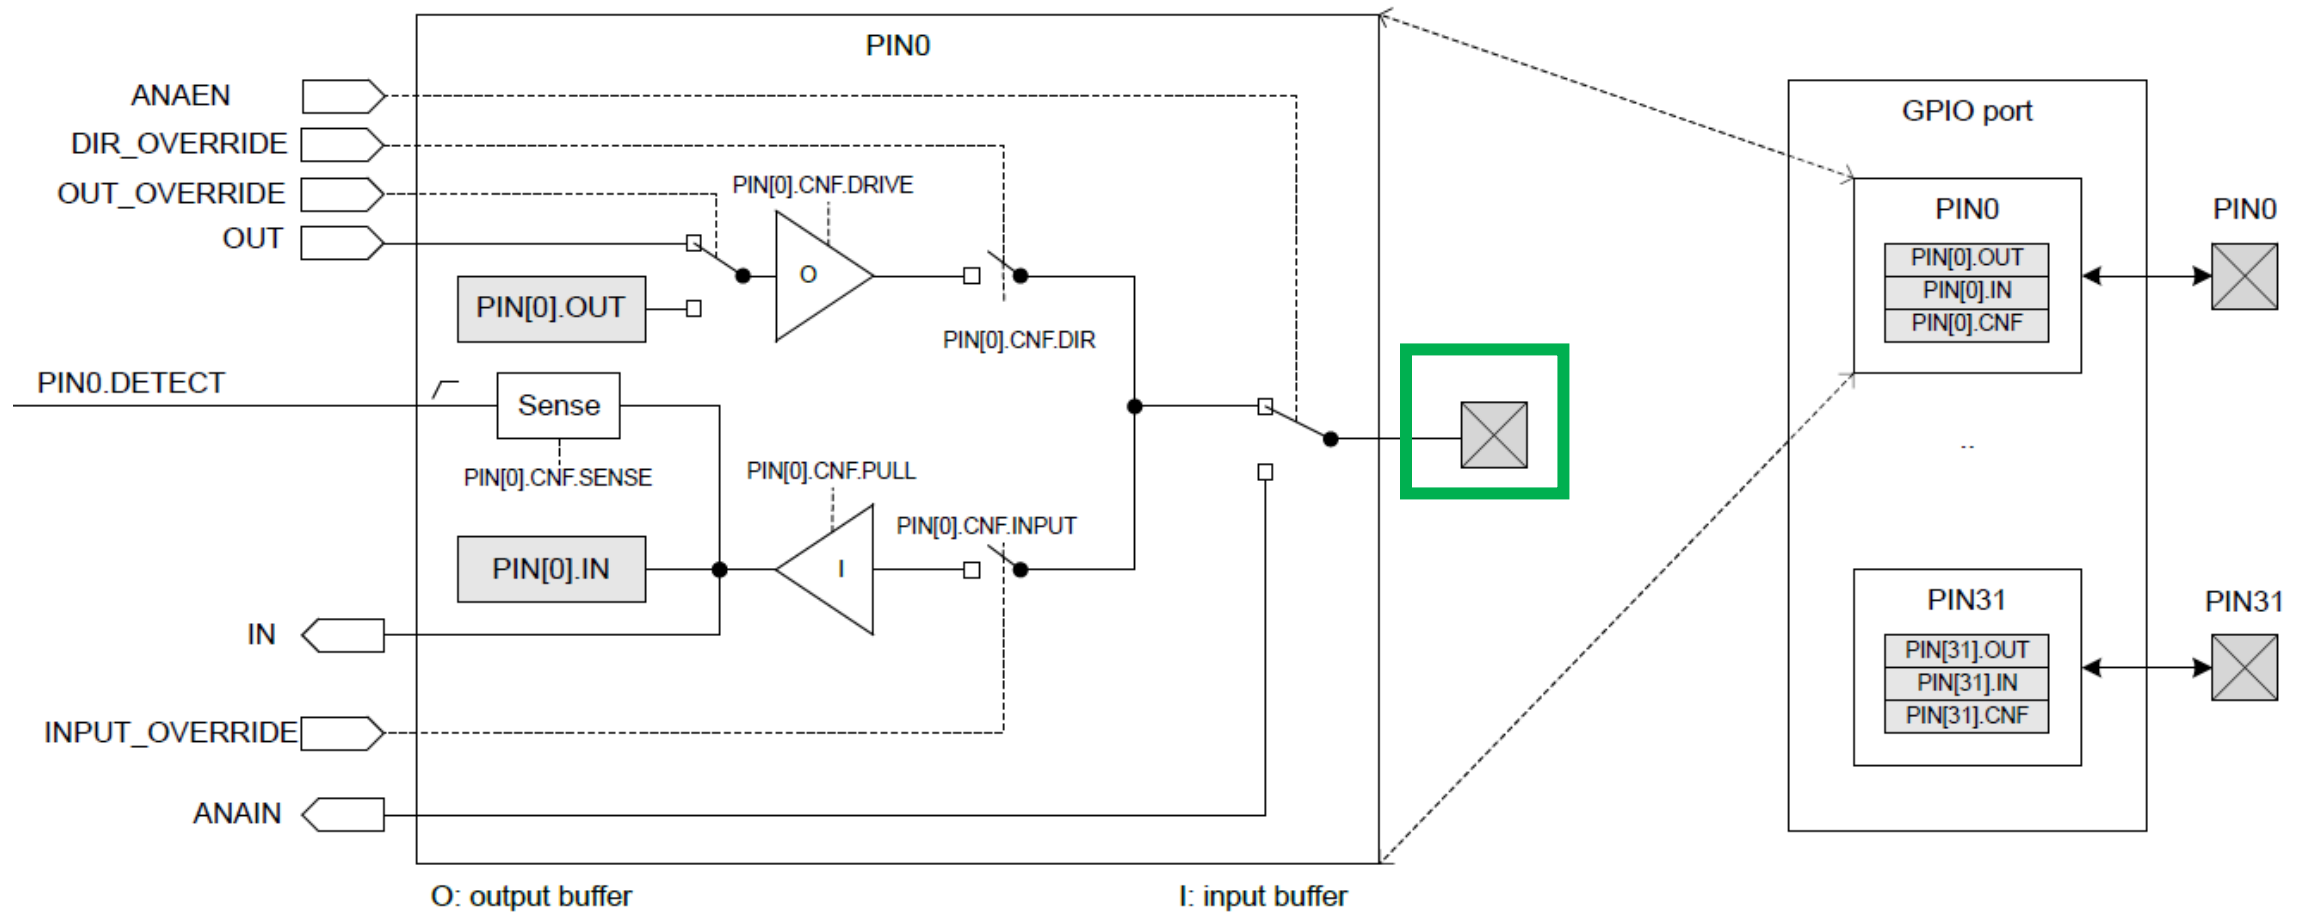 PIN0
ANAEN
DIR_OVERRIDE
OUT_OVERRIDE
OUT
PIN[0].CNF.DRIVE
O
PIN[0].OUT
PIN[0].CNF.DIR
PIN0.DETECT
Sense
PIN[0].CNF.SENSE
PIN[0].CNF.PULL
PIN[0].CNF.INPUT
PIN[0].IN
I
IN
INPUT_OVERRIDE
ANAIN
O: output buffer
I: input buffer
GPIO port
PIN0
PIN[0].OUT
PIN[0].IN
PIN[0].CNF
PIN0
..
PIN31
PIN[31].OUT
PIN[31].IN
PIN[31].CNF
PIN31